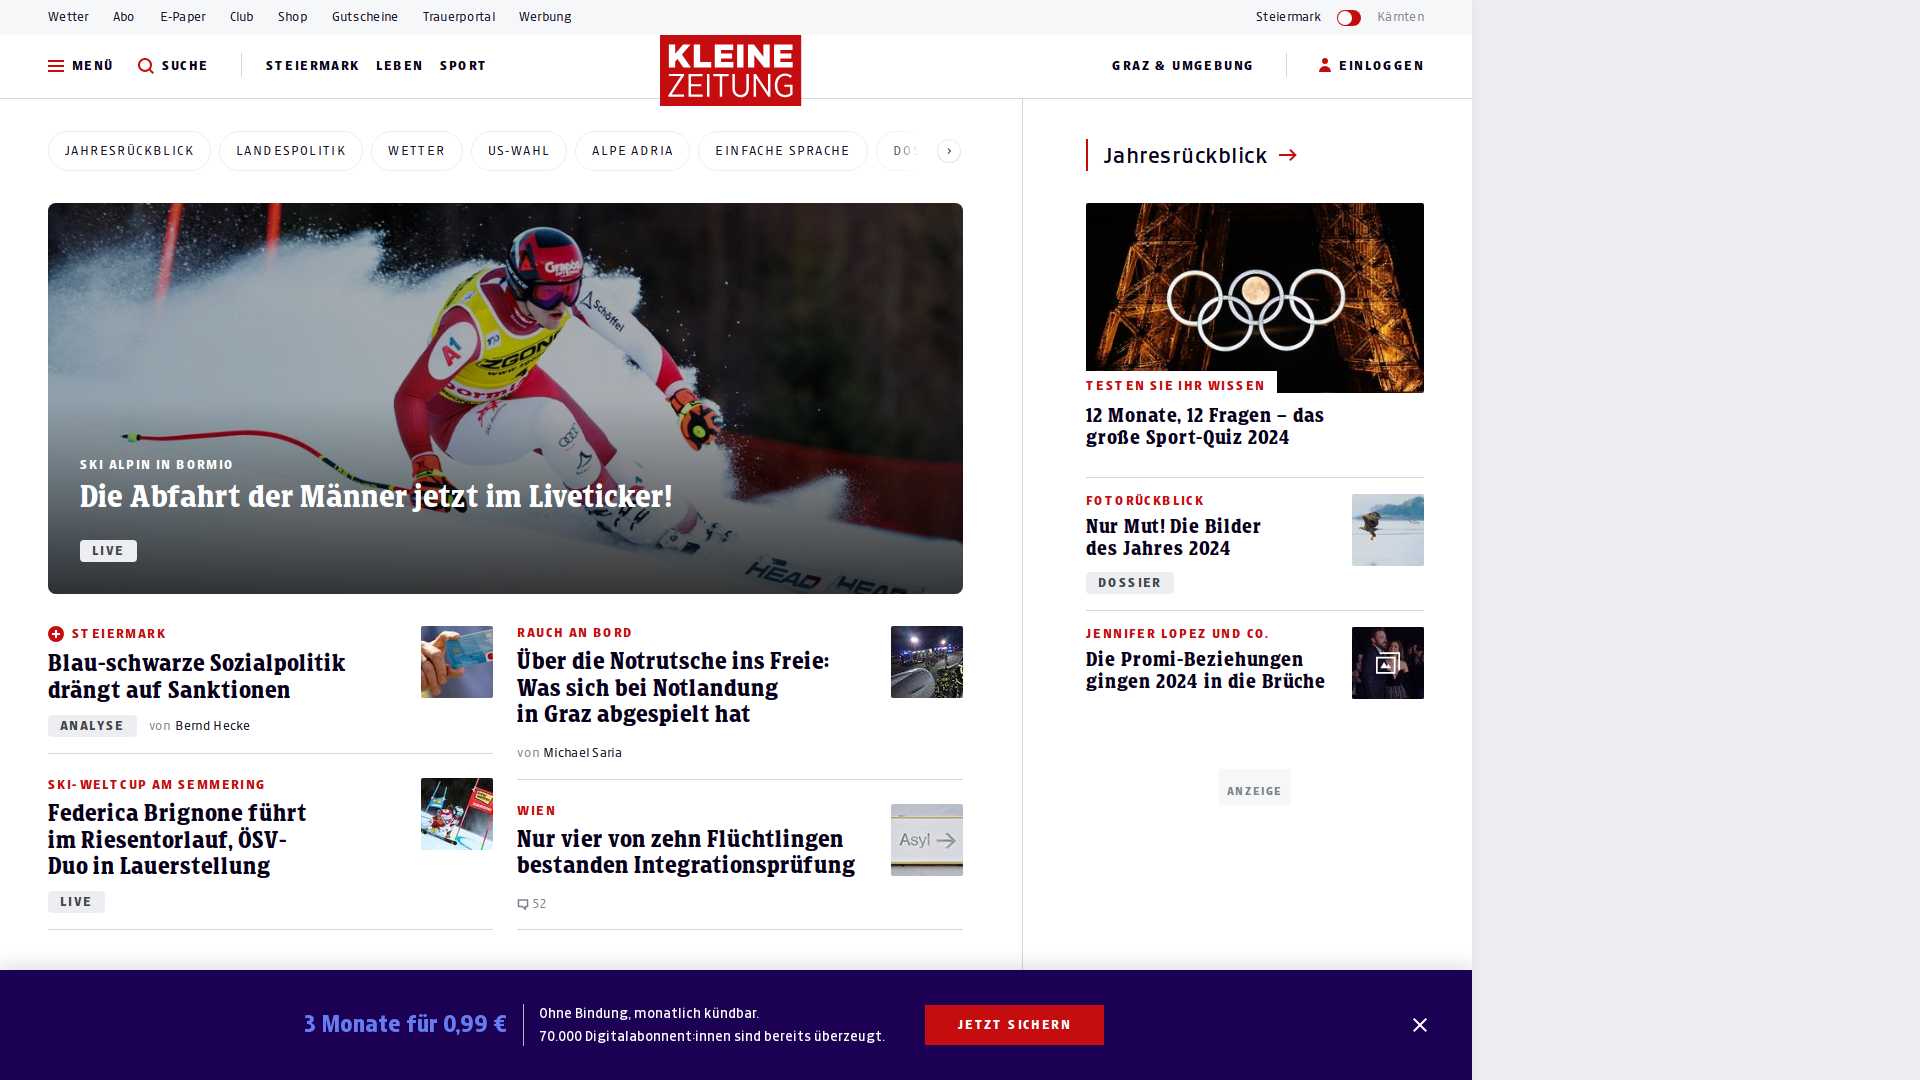 Wetter Abo E-Paper Club Shop Gutscheine Trauerportal Werbung
Steiermark Kärnten
MENÜ SUCHE STEIERMARK LEBEN SPORT
KLEINE
ZEITUNG
GRAZ & UMGEBUNG EINLOGGEN
JAHRESRÜCKBLICK LANDESPOLITIK WETTER US-WAHL ALPE ADRIA EINFACHE SPRACHE
Grapos
Schöffel
A1
ZGONC
HEAD HEAD
SKI ALPIN IN BORMIO
Die Abfahrt der Männer jetzt im Liveticker!
LIVE
STEIERMARK
Blau-schwarze Sozialpolitik
drängt auf Sanktionen
ANALYSE von Bernd Hecke
SKI-WELTCUP AM SEMMERING
Federica Brignone führt
im Riesentorlauf, ÖSV-
Duo in Lauerstellung
LIVE
RAUCH AN BORD
Über die Notrutsche ins Freie:
Was sich bei Notlandung
in Graz abgespielt hat
von Michael Saria
WIEN
Nur vier von zehn Flüchtlingen
bestanden Integrationsprüfung
Asyl
52
Jahresrückblick
TESTEN SIE IHR WISSEN
12 Monate, 12 Fragen – das
große Sport-Quiz 2024
FOTORÜCKBLICK
Nur Mut! Die Bilder
des Jahres 2024
DOSSIER
JENNIFER LOPEZ UND CO.
Die Promi-Beziehungen
gingen 2024 in die Brüche
ANZEIGE
3 Monate für 0,99 €
Ohne Bindung, monatlich kündbar.
70.000 Digitalabonnent:innen sind bereits überzeugt.
JETZT SICHERN